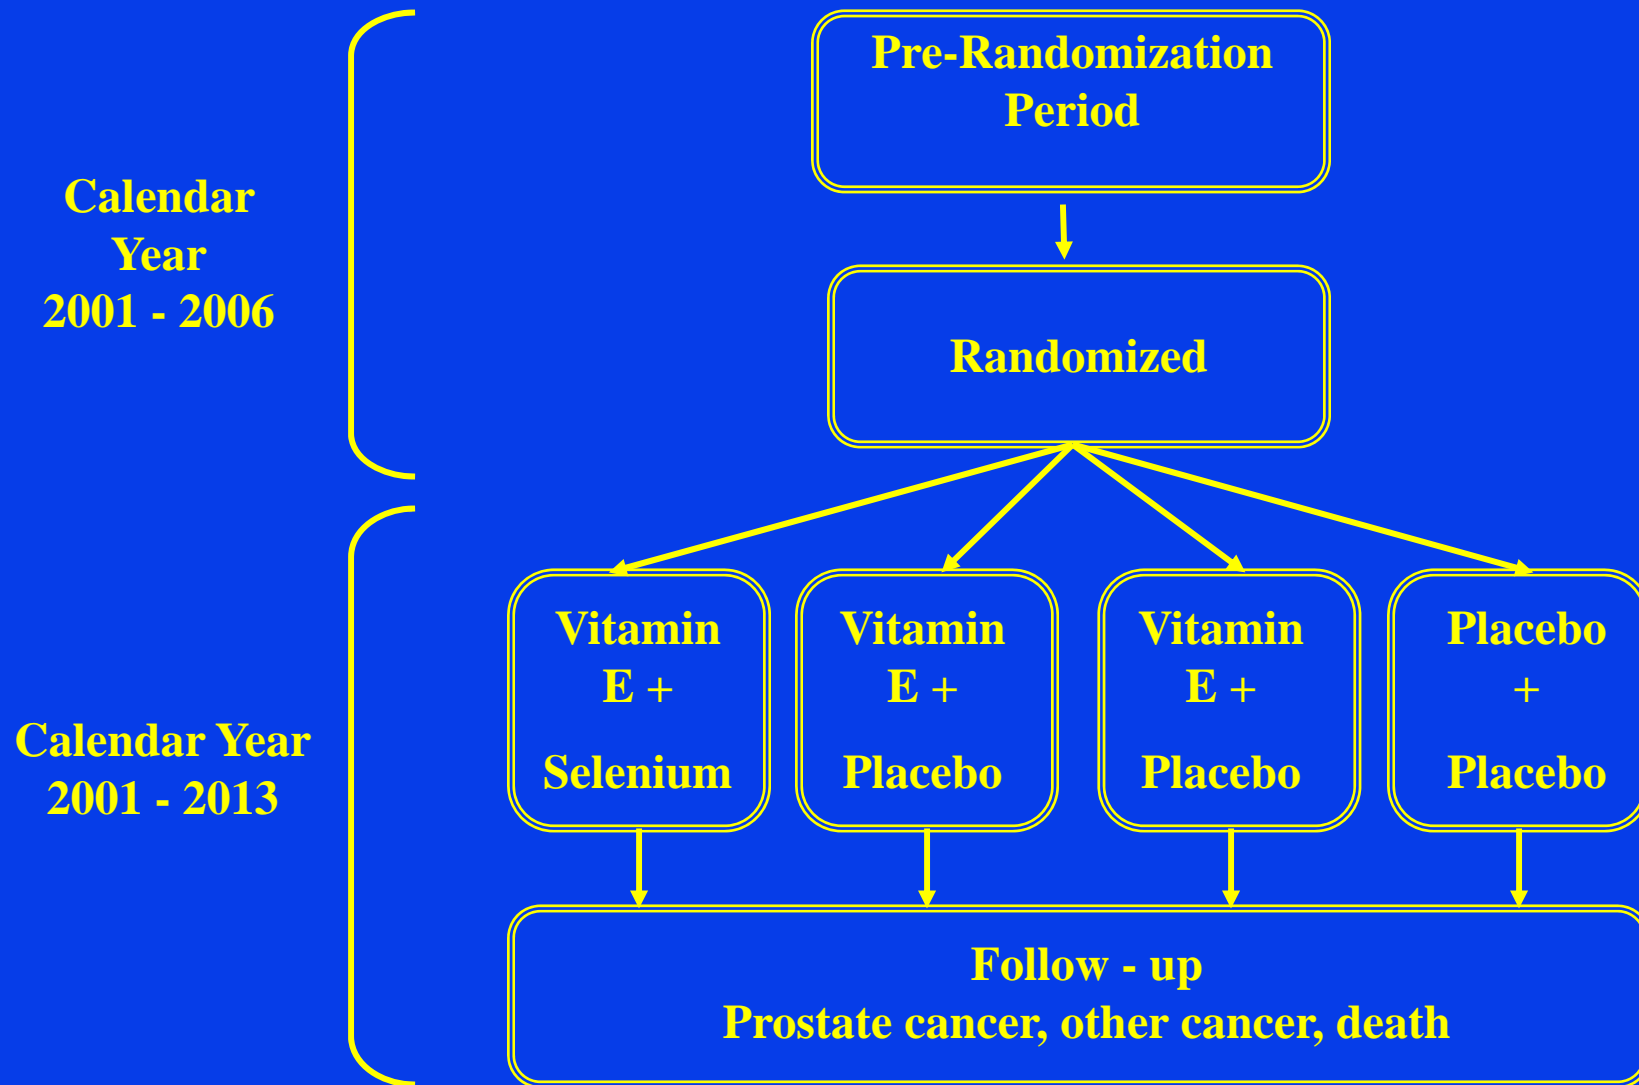 Pre-Randomization
Period
Calendar
Year
2001 - 2006
Randomized
Vitamin
E +
Selenium
Vitamin
E +
Placebo
Vitamin
E +
Placebo
Placebo
+
Placebo
Calendar Year
2001 - 2013
Follow - up
Prostate cancer, other cancer, death